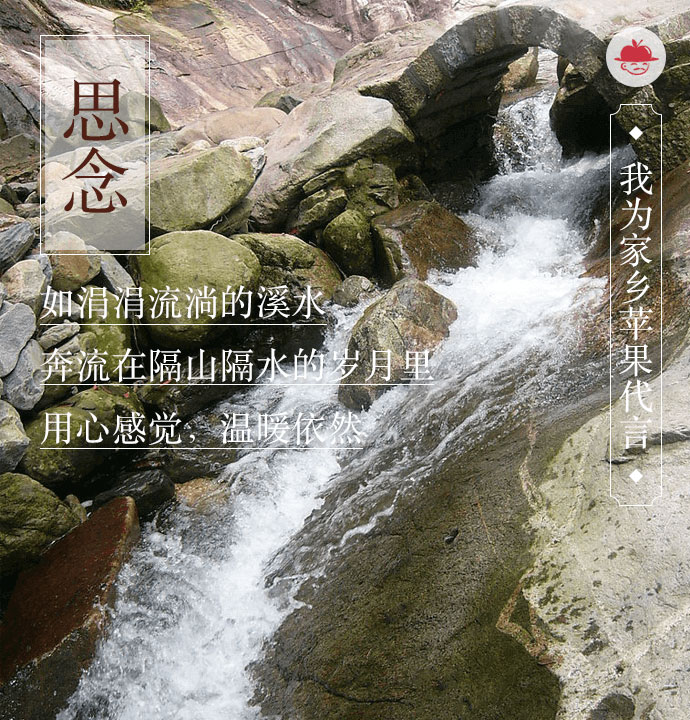 思念
如涓涓流淌的溪水
奔流在隔山隔水的岁月里
用心感觉，温暖依然
我为家乡苹果代言